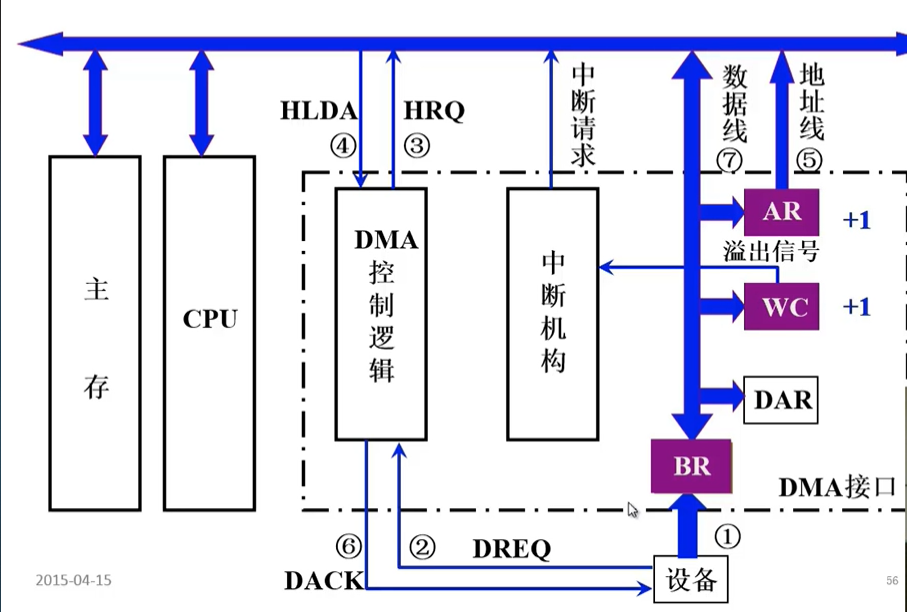 HLDA
④
HRQ
③
中断请求
数据线
⑦
地址线
⑤
主存
CPU
DMA
控制逻辑
中断机构
AR
+1
溢出信号
WC
+1
DAR
BR
DMA接口
⑥
②
DREQ
①
DACK
设备
2015-04-15
56